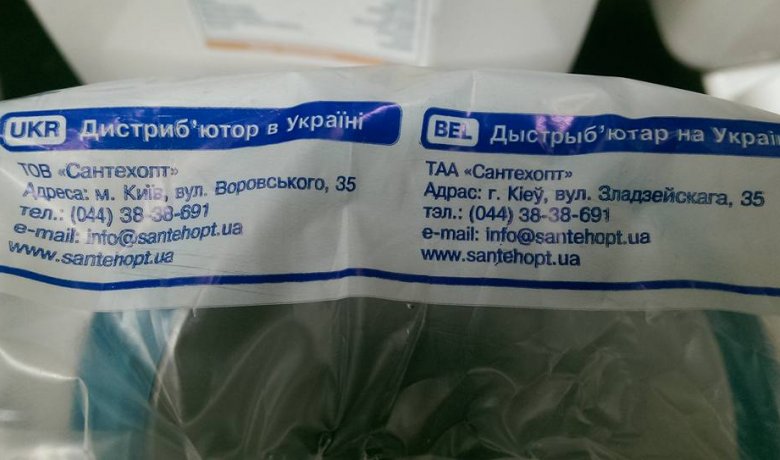 UKR Дистриб'ютор в Україні
ТОВ «Сантехопт»
Адреса: м. Київ, вул. Воровського, 35
тел.: (044) 38-38-691
e-mail: info@santehopt.ua
www.santehopt.ua
BEL Дыстрыб'ютар на
ТАА «Сантехопт»
Адрас: г. Кіеў, вул. Зладзейскага, 35
тэл.: (044) 38-38-691
e-mail: info@santehopt.ua
www.santehopt.ua